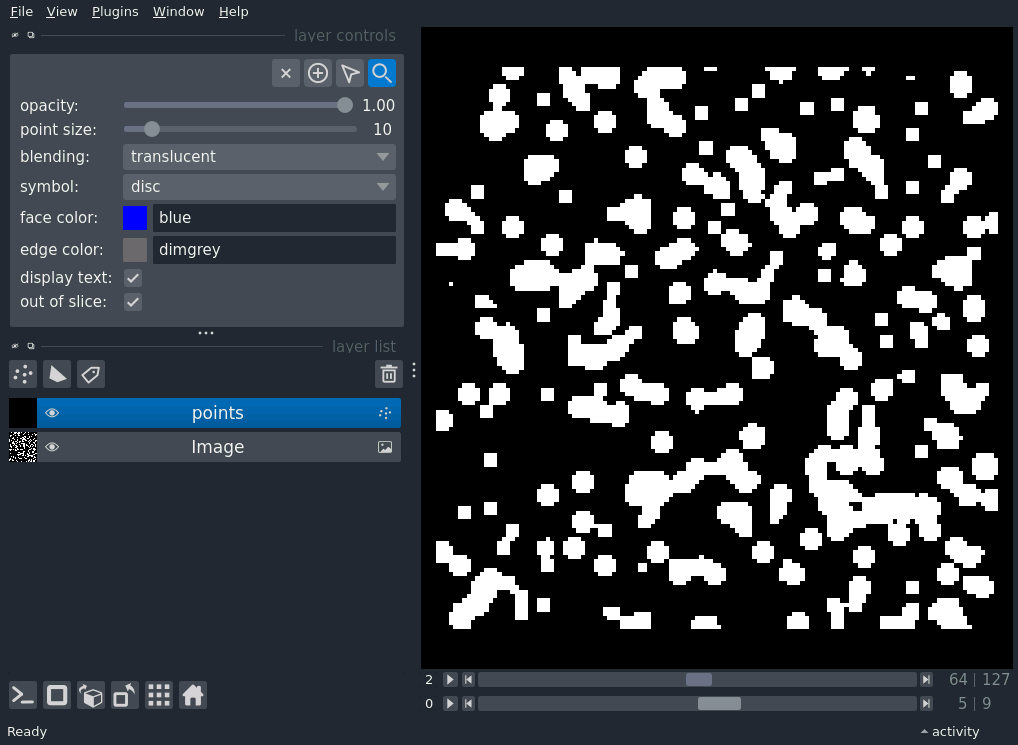 File View Plugins Window Help
layer controls
opacity: 1.00
point size: 10
blending: translucent
symbol: disc
face color: blue
edge color: dimgrey
display text:
out of slice:
layer list
points
Image
2 64 | 127
0 5 | 9
Ready activity